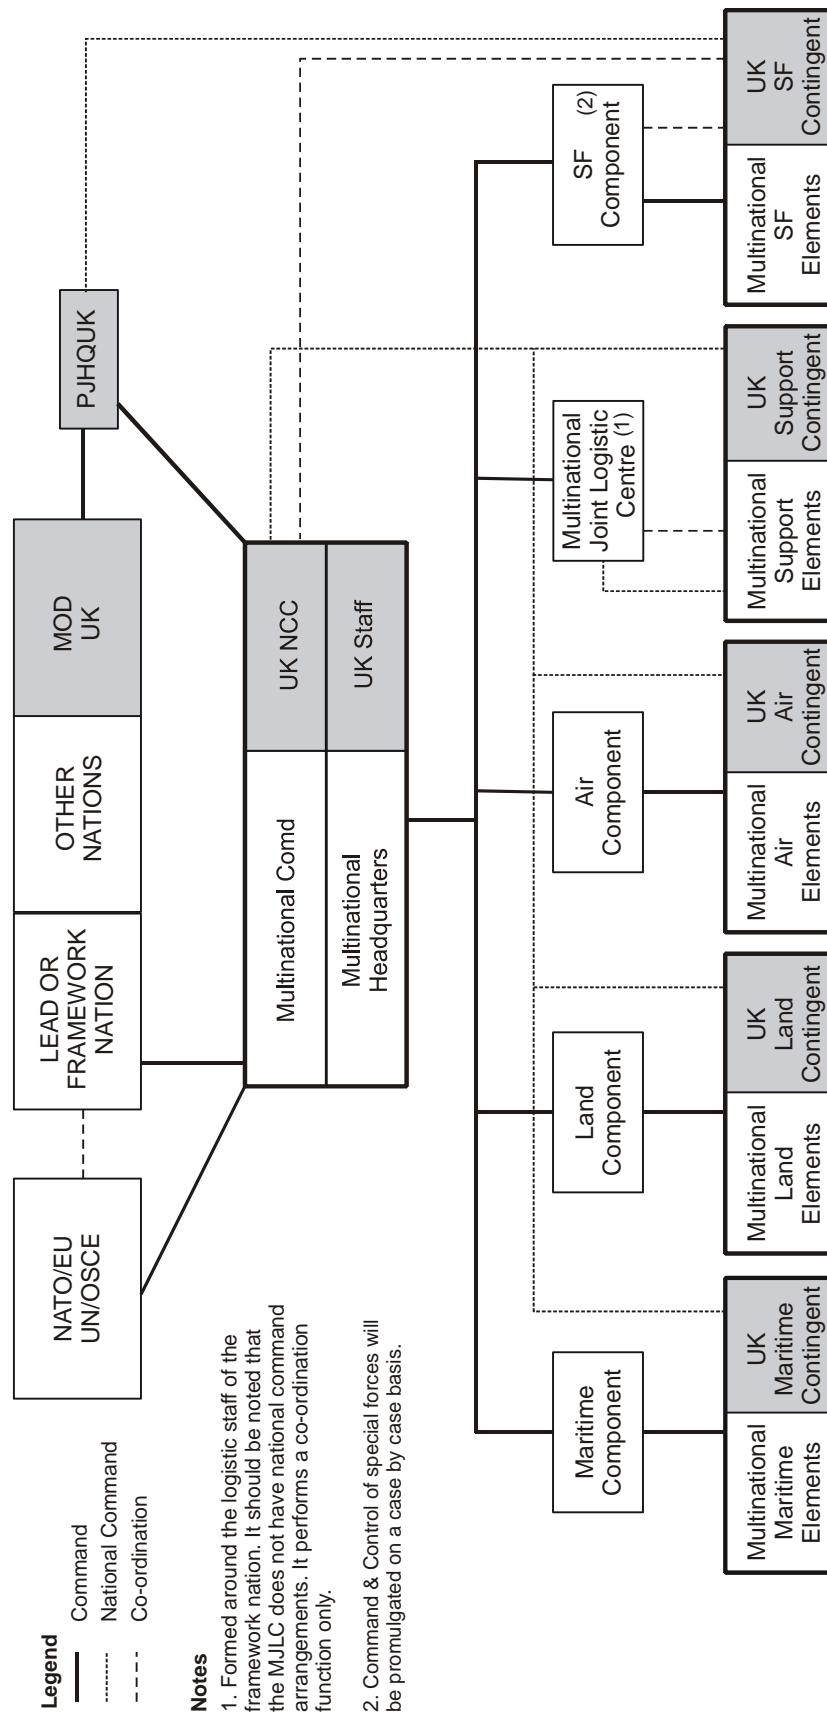 NATO/EU
UN/OSCE
LEAD OR
FRAMEWORK
NATION
OTHER
NATIONS
MOD
UK
PJHQUK
Legend
Command
National Command
Co-ordination
Notes
1. Formed around the logistic staff of the
framework nation. It should be noted that
the MJLC does not have national command
arrangements. It performs a co-ordination
function only.
2. Command & Control of special forces will
be promulgated on a case by case basis.
Multinational Comd
UK NCC
Multinational
Headquarters
UK Staff
Maritime
Component
Land
Component
Air
Component
Multinational
Joint Logistic
Centre (1)
SF
Component
(2)
Multinational
Maritime
Elements
UK
Maritime
Contingent
Multinational
Land
Elements
UK
Land
Contingent
Multinational
Air
Elements
UK
Air
Contingent
Multinational
Support
Elements
UK
Support
Contingent
Multinational
SF
Elements
UK
SF
Contingent